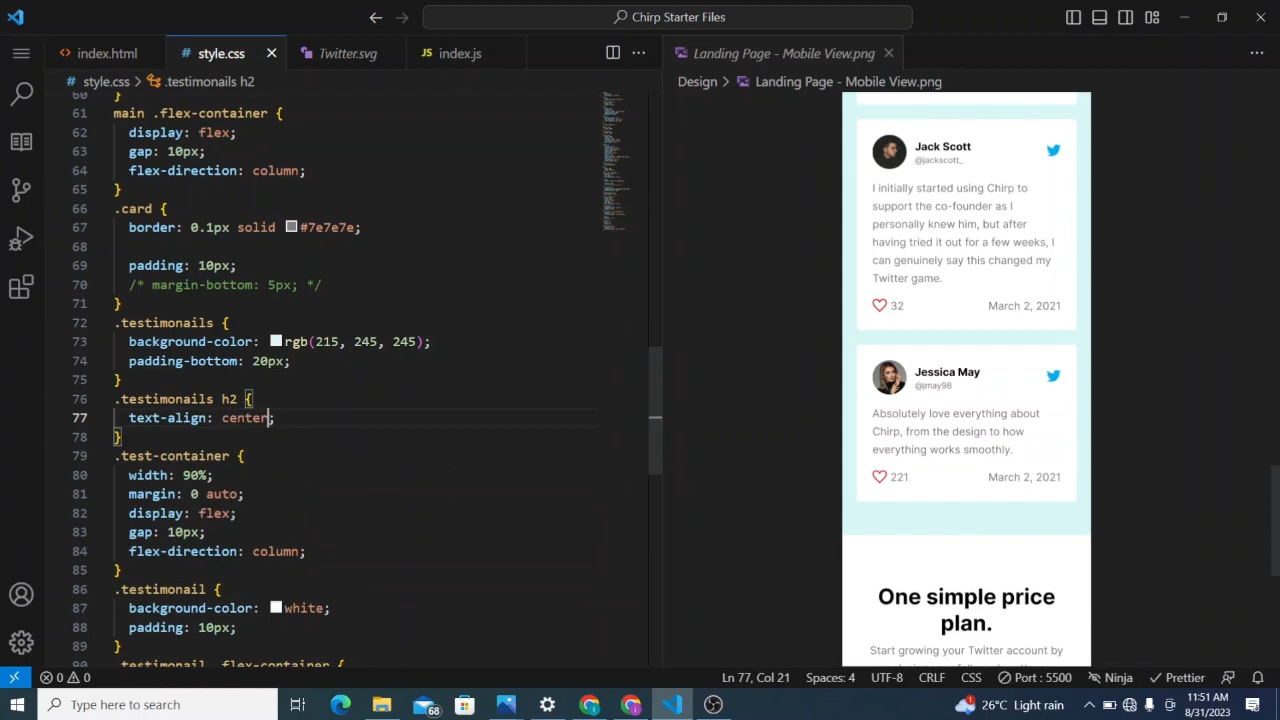 Chirp Starter Files
index.html
style.css
Twitter.svg
index.js
Landing Page - Mobile View.png
style.css > .testimonails h2
Design > Landing Page - Mobile View.png
60 }
61 main .flex-container {
62 display: flex;
63 gap: 10px;
64 flex-direction: column;
65 }
66 .card {
67 border: 0.1px solid #7e7e7e;
68
69 padding: 10px;
70 /* margin-bottom: 5px; */
71 }
72 .testimonails {
73 background-color: rgb(215, 245, 245);
74 padding-bottom: 20px;
75 }
76 .testimonails h2 {
77 text-align: center;
78 }
79 .test-container {
80 width: 90%;
81 margin: 0 auto;
82 display: flex;
83 gap: 10px;
84 flex-direction: column;
85 }
86 .testimonail {
87 background-color: white;
88 padding: 10px;
89 }
90 .testimonail .flex-container {
Jack Scott
@jackscott_
I initially started using Chirp to
support the co-founder as I
personally knew him, but after
having tried it out for a few weeks, I
can genuinely say this changed my
Twitter game.
32 March 2, 2021
Jessica May
@jmay98
Absolutely love everything about
Chirp, from the design to how
everything works smoothly.
221 March 2, 2021
One simple price
plan.
Start growing your Twitter account by
0 0
Ln 77, Col 21 Spaces: 4 UTF-8 CRLF CSS Port : 5500 Ninja Prettier
Type here to search
68
1
26°C Light rain
11:51 AM
8/31/2023